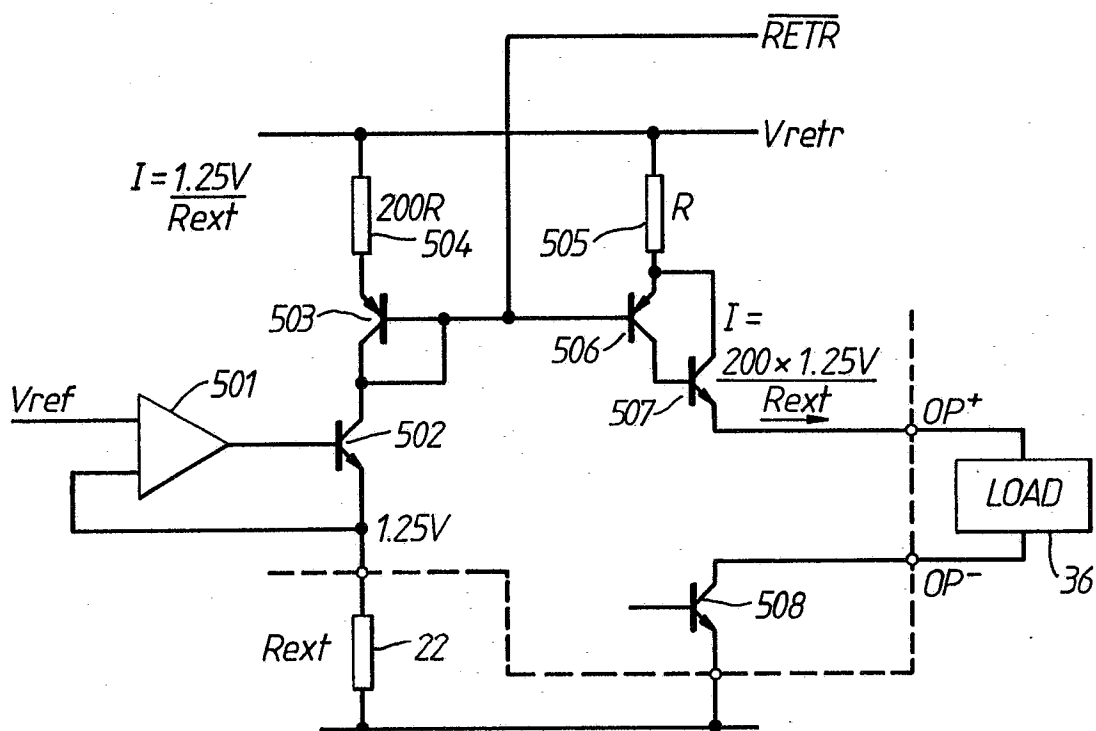 RETR
Vretr
I = 1.25V
Rext
200R
504
R
505
503
506
I =
200 × 1.25V
Rext
507
OP+
Vref
501
502
LOAD
1.25V
36
OP-
508
Rext
22